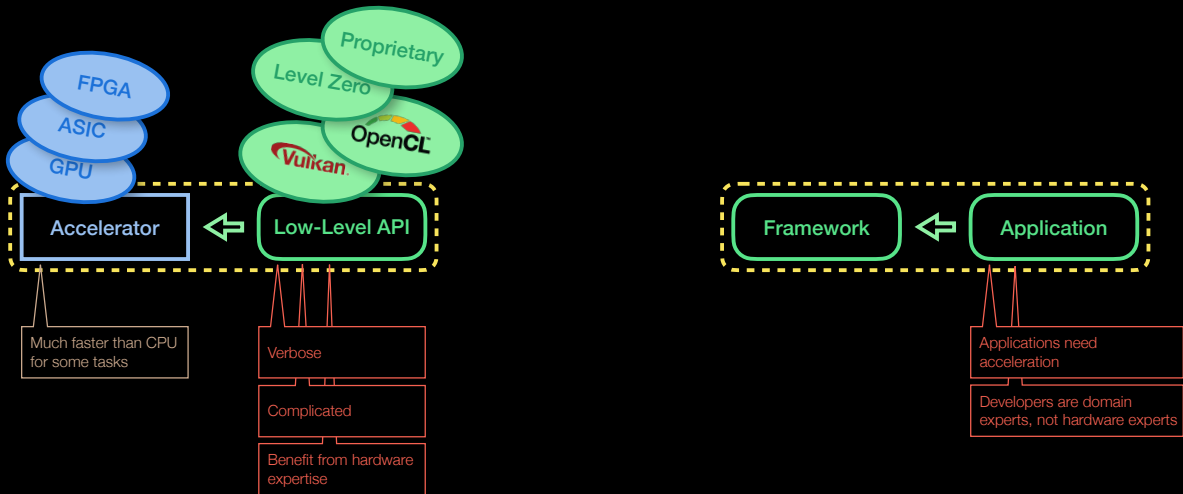 Proprietary
Level Zero
FPGA
ASIC
GPU
OpenCL™
Vulkan.
Accelerator
Low-Level API
Framework
Application
Much faster than CPU
for some tasks
Verbose
Complicated
Benefit from hardware
expertise
Applications need
acceleration
Developers are domain
experts, not hardware experts